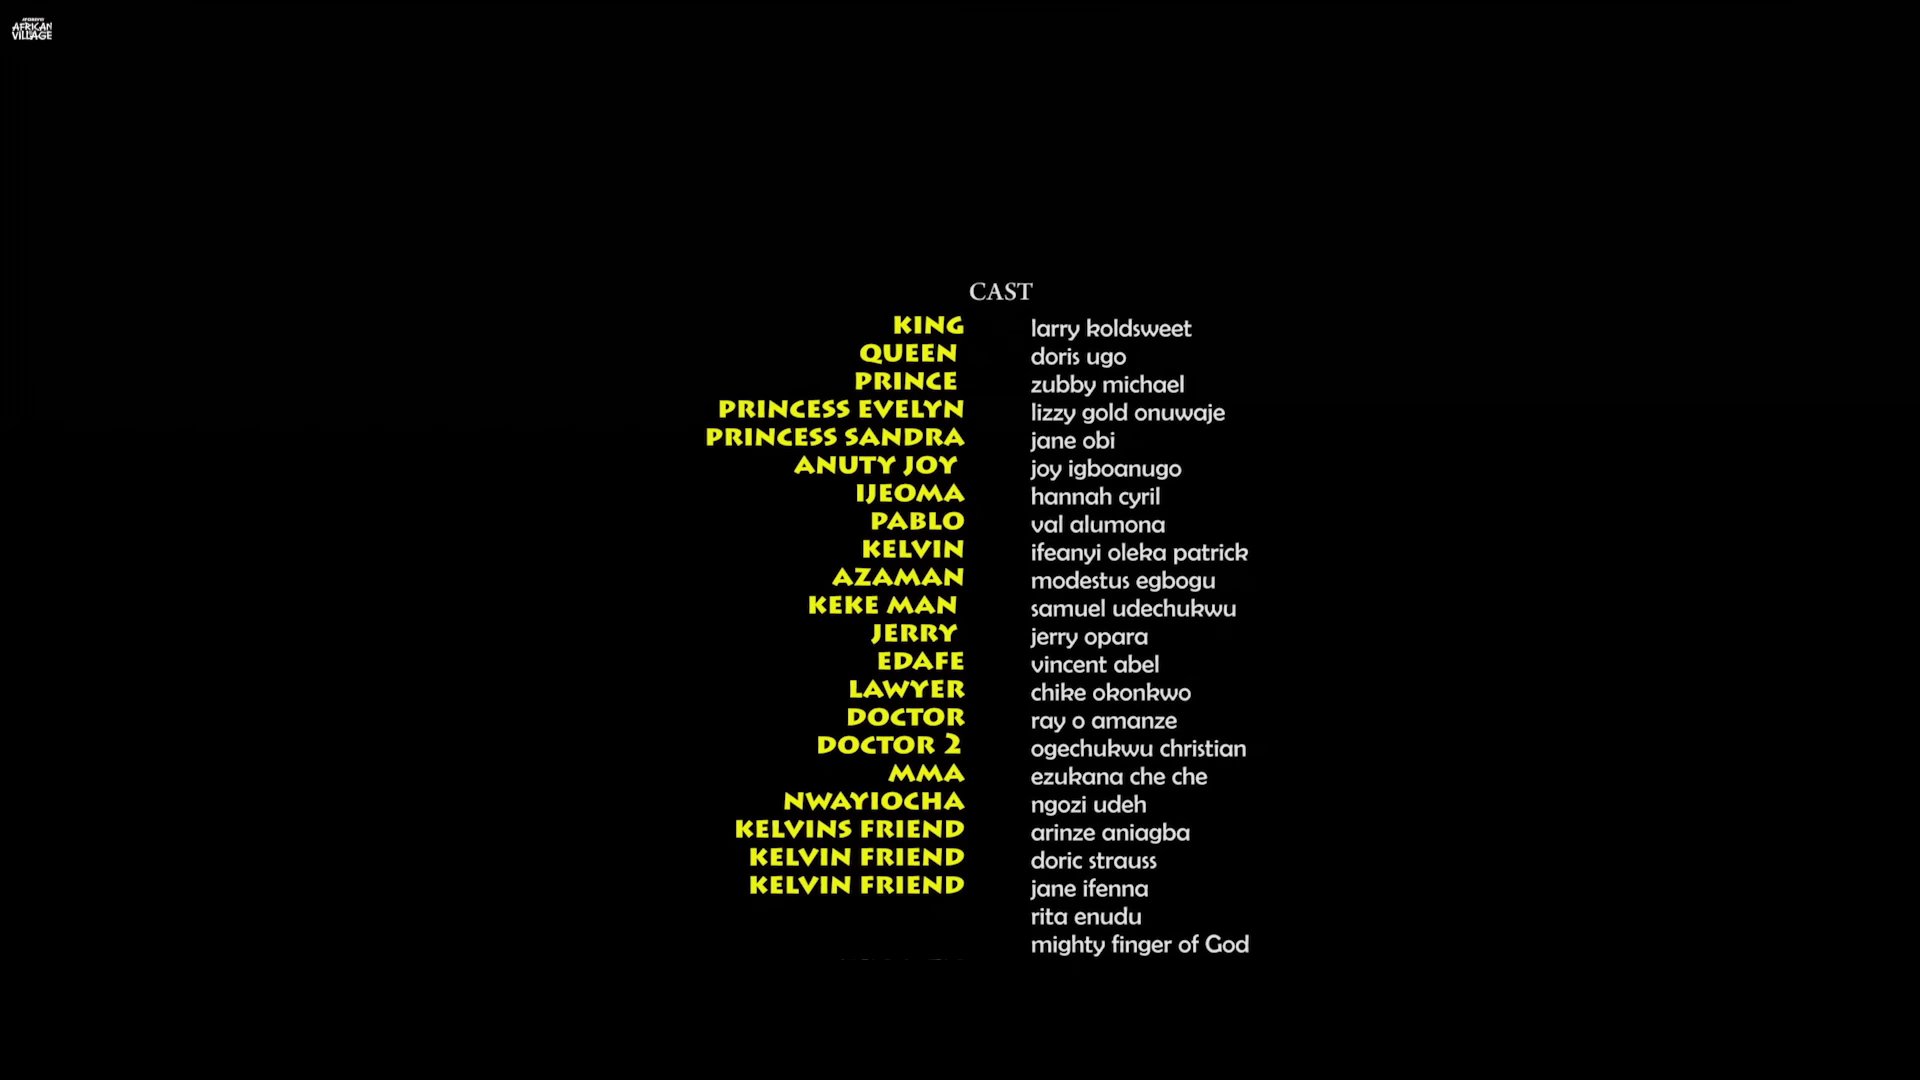 AFRICAN
VILLAGE
CAST
KING larry koldsweet
QUEEN doris ugo
PRINCE zubby michael
PRINCESS EVELYN lizzy gold onuwaje
PRINCESS SANDRA jane obi
ANUTY JOY joy igboanugo
IJEOMA hannah cyril
PABLO val alumona
KELVIN ifeanyi oleka patrick
AZAMAN modestus egbogu
KEKE MAN samuel udechukwu
JERRY jerry opara
EDAFE vincent abel
LAWYER chike okonkwo
DOCTOR ray o amanze
DOCTOR 2 ogechukwu christian
MMA ezukana che che
NWAYIOCHA ngozi udeh
KELVINS FRIEND arinze aniagba
KELVIN FRIEND doric strauss
KELVIN FRIEND jane ifenna
rita enudu
mighty finger of God